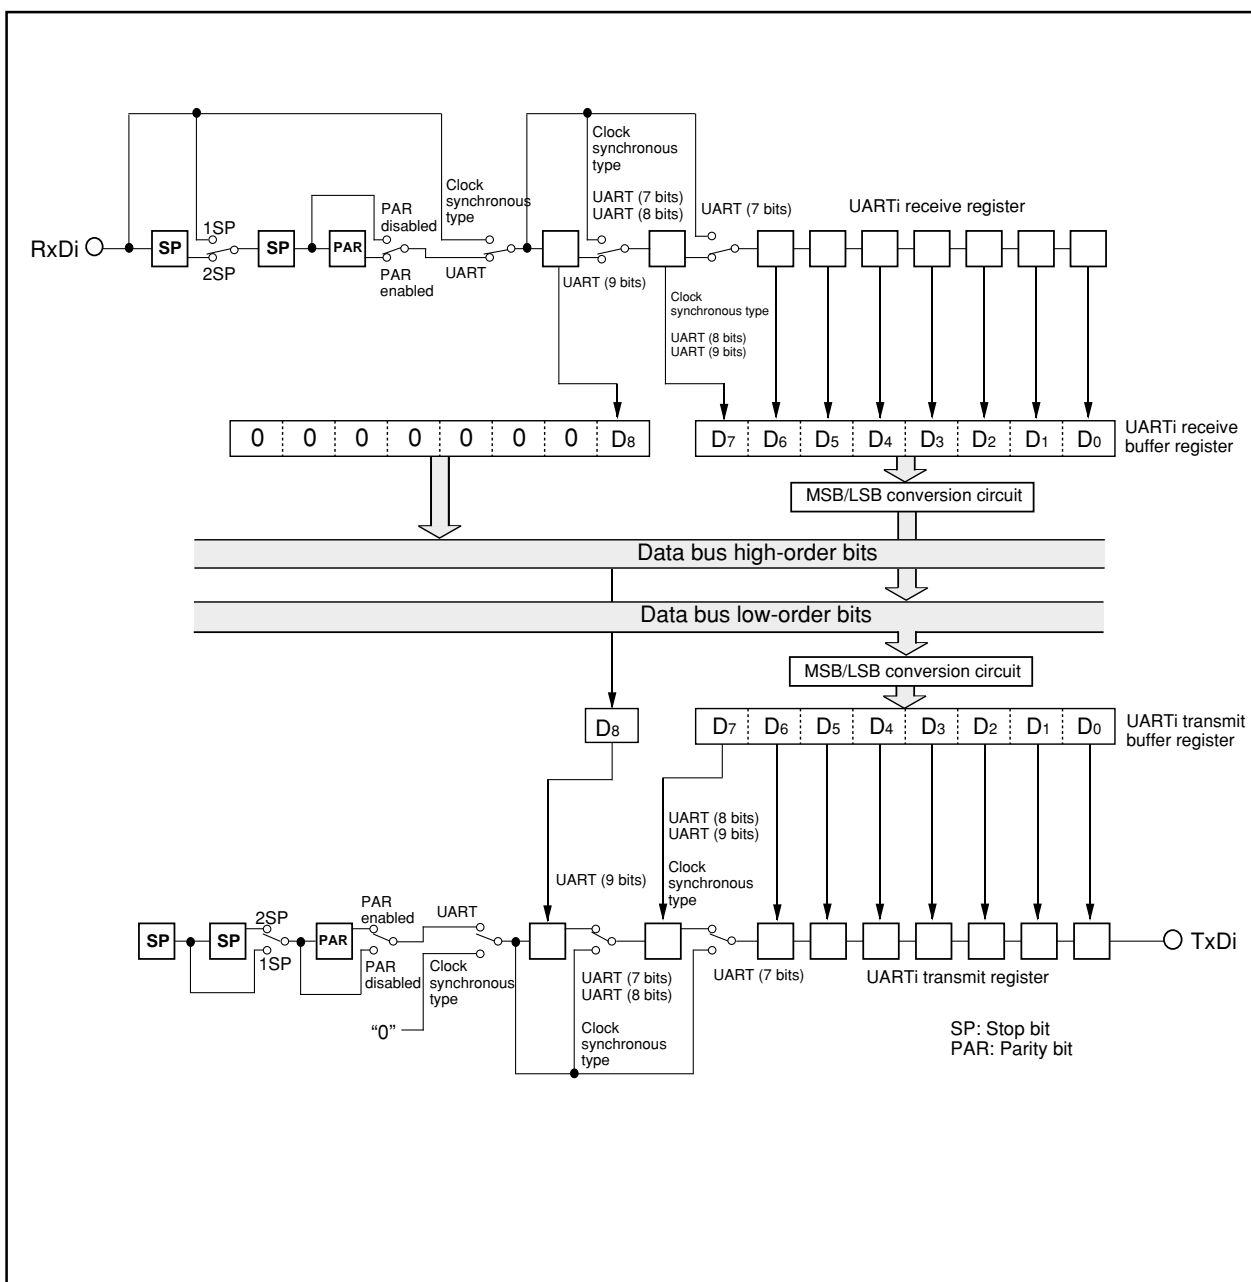 Clock
synchronous
type
UART (7 bits)
UART (8 bits)
Clock
synchronous
type
PAR
disabled
UART (7 bits)
UARTi receive register
1SP
RxDi
SP
SP
PAR
2SP
PAR
enabled
UART
UART (9 bits)
Clock
synchronous type
UART (8 bits)
UART (9 bits)
0 0 0 0 0 0 0 D8
D7 D6 D5 D4 D3 D2 D1 D0
UARTi receive
buffer register
MSB/LSB conversion circuit
Data bus high-order bits
Data bus low-order bits
MSB/LSB conversion circuit
D8
D7 D6 D5 D4 D3 D2 D1 D0
UARTi transmit
buffer register
UART (8 bits)
UART (9 bits)
Clock
synchronous
type
UART (9 bits)
PAR
enabled
UART
2SP
SP
SP
PAR
TxDi
1SP
PAR
disabled
Clock
synchronous
type
UART (7 bits)
UART (8 bits)
UART (7 bits)
UARTi transmit register
“0”
Clock
synchronous
type
SP: Stop bit
PAR: Parity bit